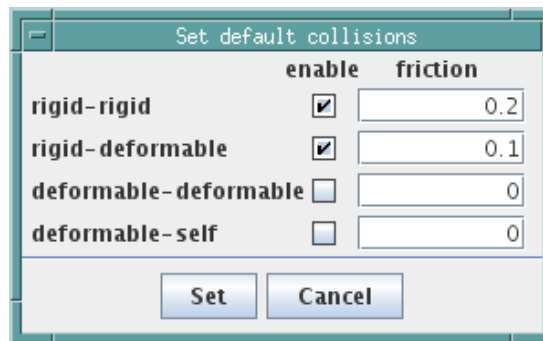 Set default collisions
enable friction
rigid-rigid 0.2
rigid-deformable 0.1
deformable-deformable 0
deformable-self 0
Set Cancel